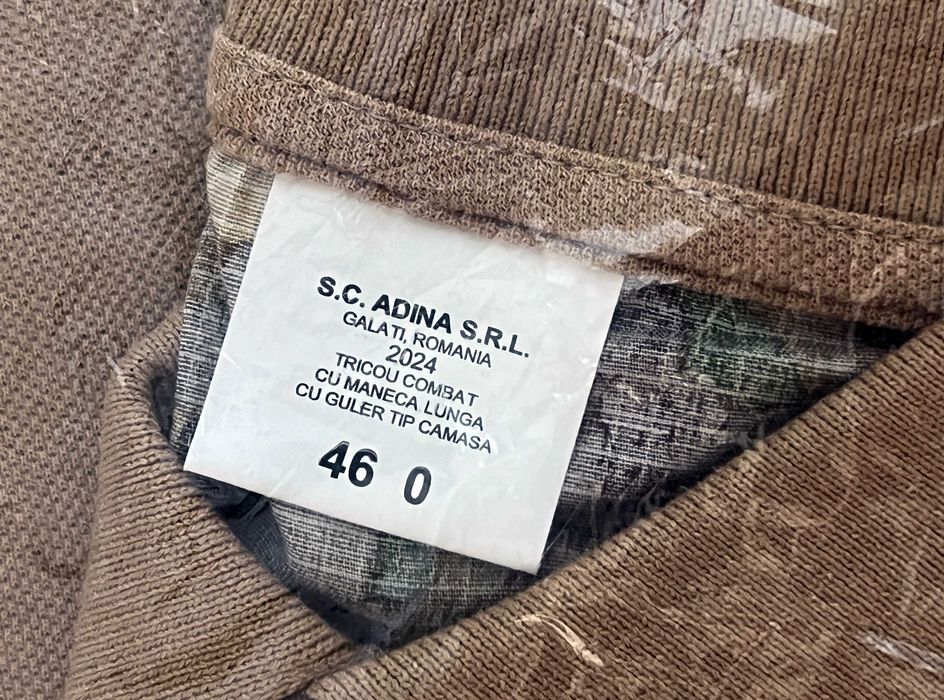 S.C. ADINA S.R.L.
GALATI, ROMANIA
2024
TRICOU COMBAT
CU MANECA LUNGA
CU GULER TIP CAMASA
46 0